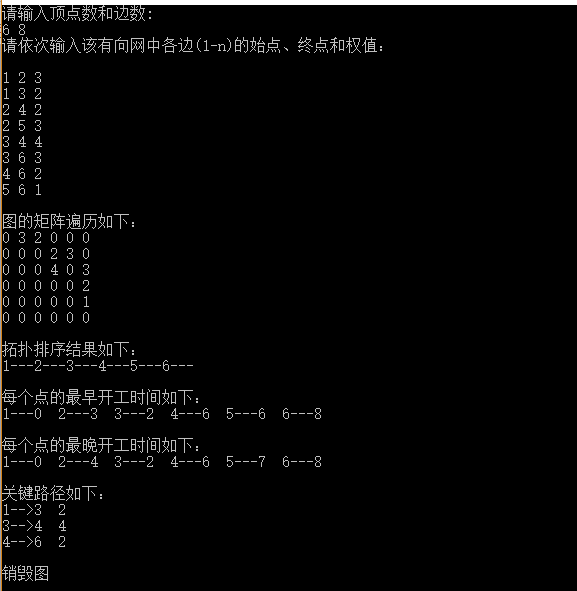 请输入顶点数和边数:
6 8
请依次输入该有向网中各边(1-n)的始点、终点和权值:
1 2 3
1 3 2
2 4 2
2 5 3
3 4 4
3 6 3
4 6 2
5 6 1
图的矩阵遍历如下:
0 3 2 0 0 0
0 0 0 2 3 0
0 0 0 4 0 3
0 0 0 0 0 2
0 0 0 0 0 1
0 0 0 0 0 0
拓扑排序结果如下:
1---2---3---4---5---6---
每个点的最早开工时间如下:
1---0  2---3  3---2  4---6  5---6  6---8
每个点的最晚开工时间如下:
1---0  2---4  3---2  4---6  5---7  6---8
关键路径如下:
1-->3  2
3-->4  4
4-->6  2
销毁图